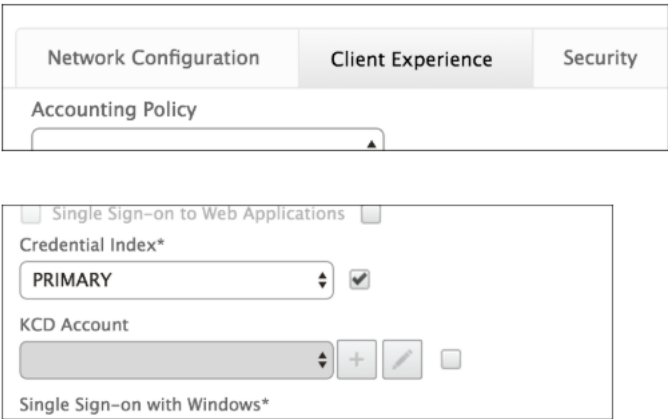 Network Configuration Client Experience Security
Accounting Policy
Single Sign-on to Web Applications
Credential Index*
PRIMARY
KCD Account
Single Sign-on with Windows*